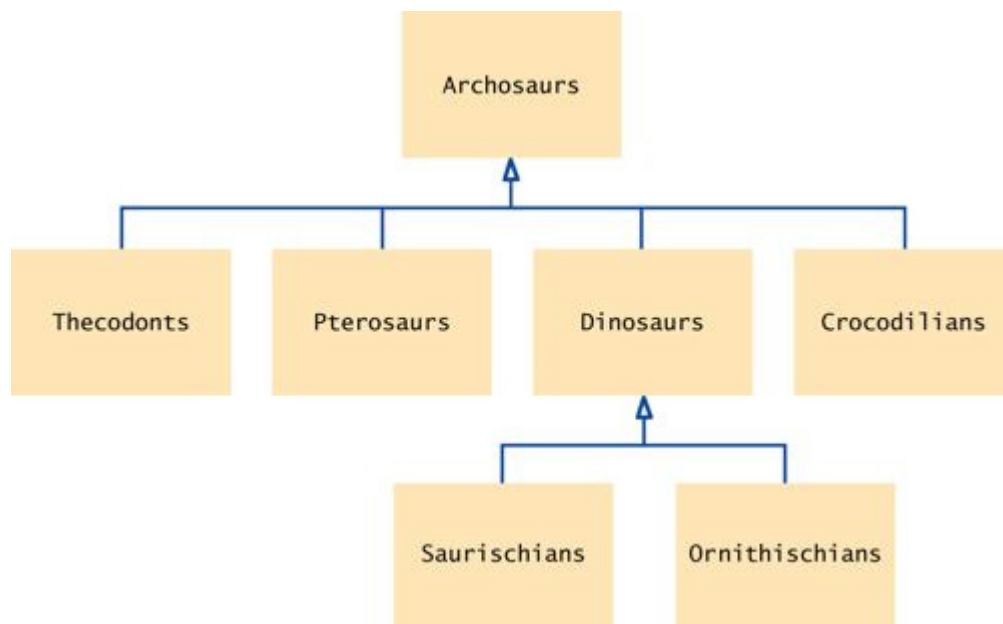 Archosaurs
Thecodonts
Pterosaurs
Dinosaurs
Crocodilians
Saurischians
Ornithischians